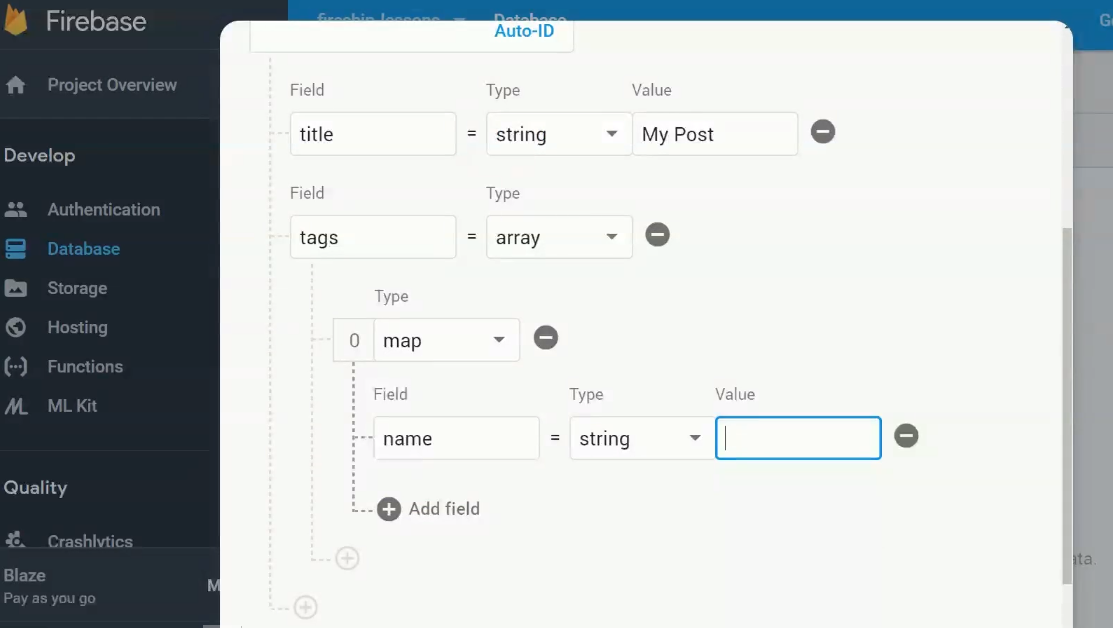 Firebase
fireship-lessons
Database
Go
Auto-ID
Project Overview
Field
Type
Value
title
=
string
My Post
Develop
Field
Type
Authentication
tags
=
array
Database
Storage
Type
Hosting
0
map
Functions
Field
Type
Value
ML Kit
name
=
string
Quality
Add field
Crashlytics
ata.
Blaze
M
Pay as you go